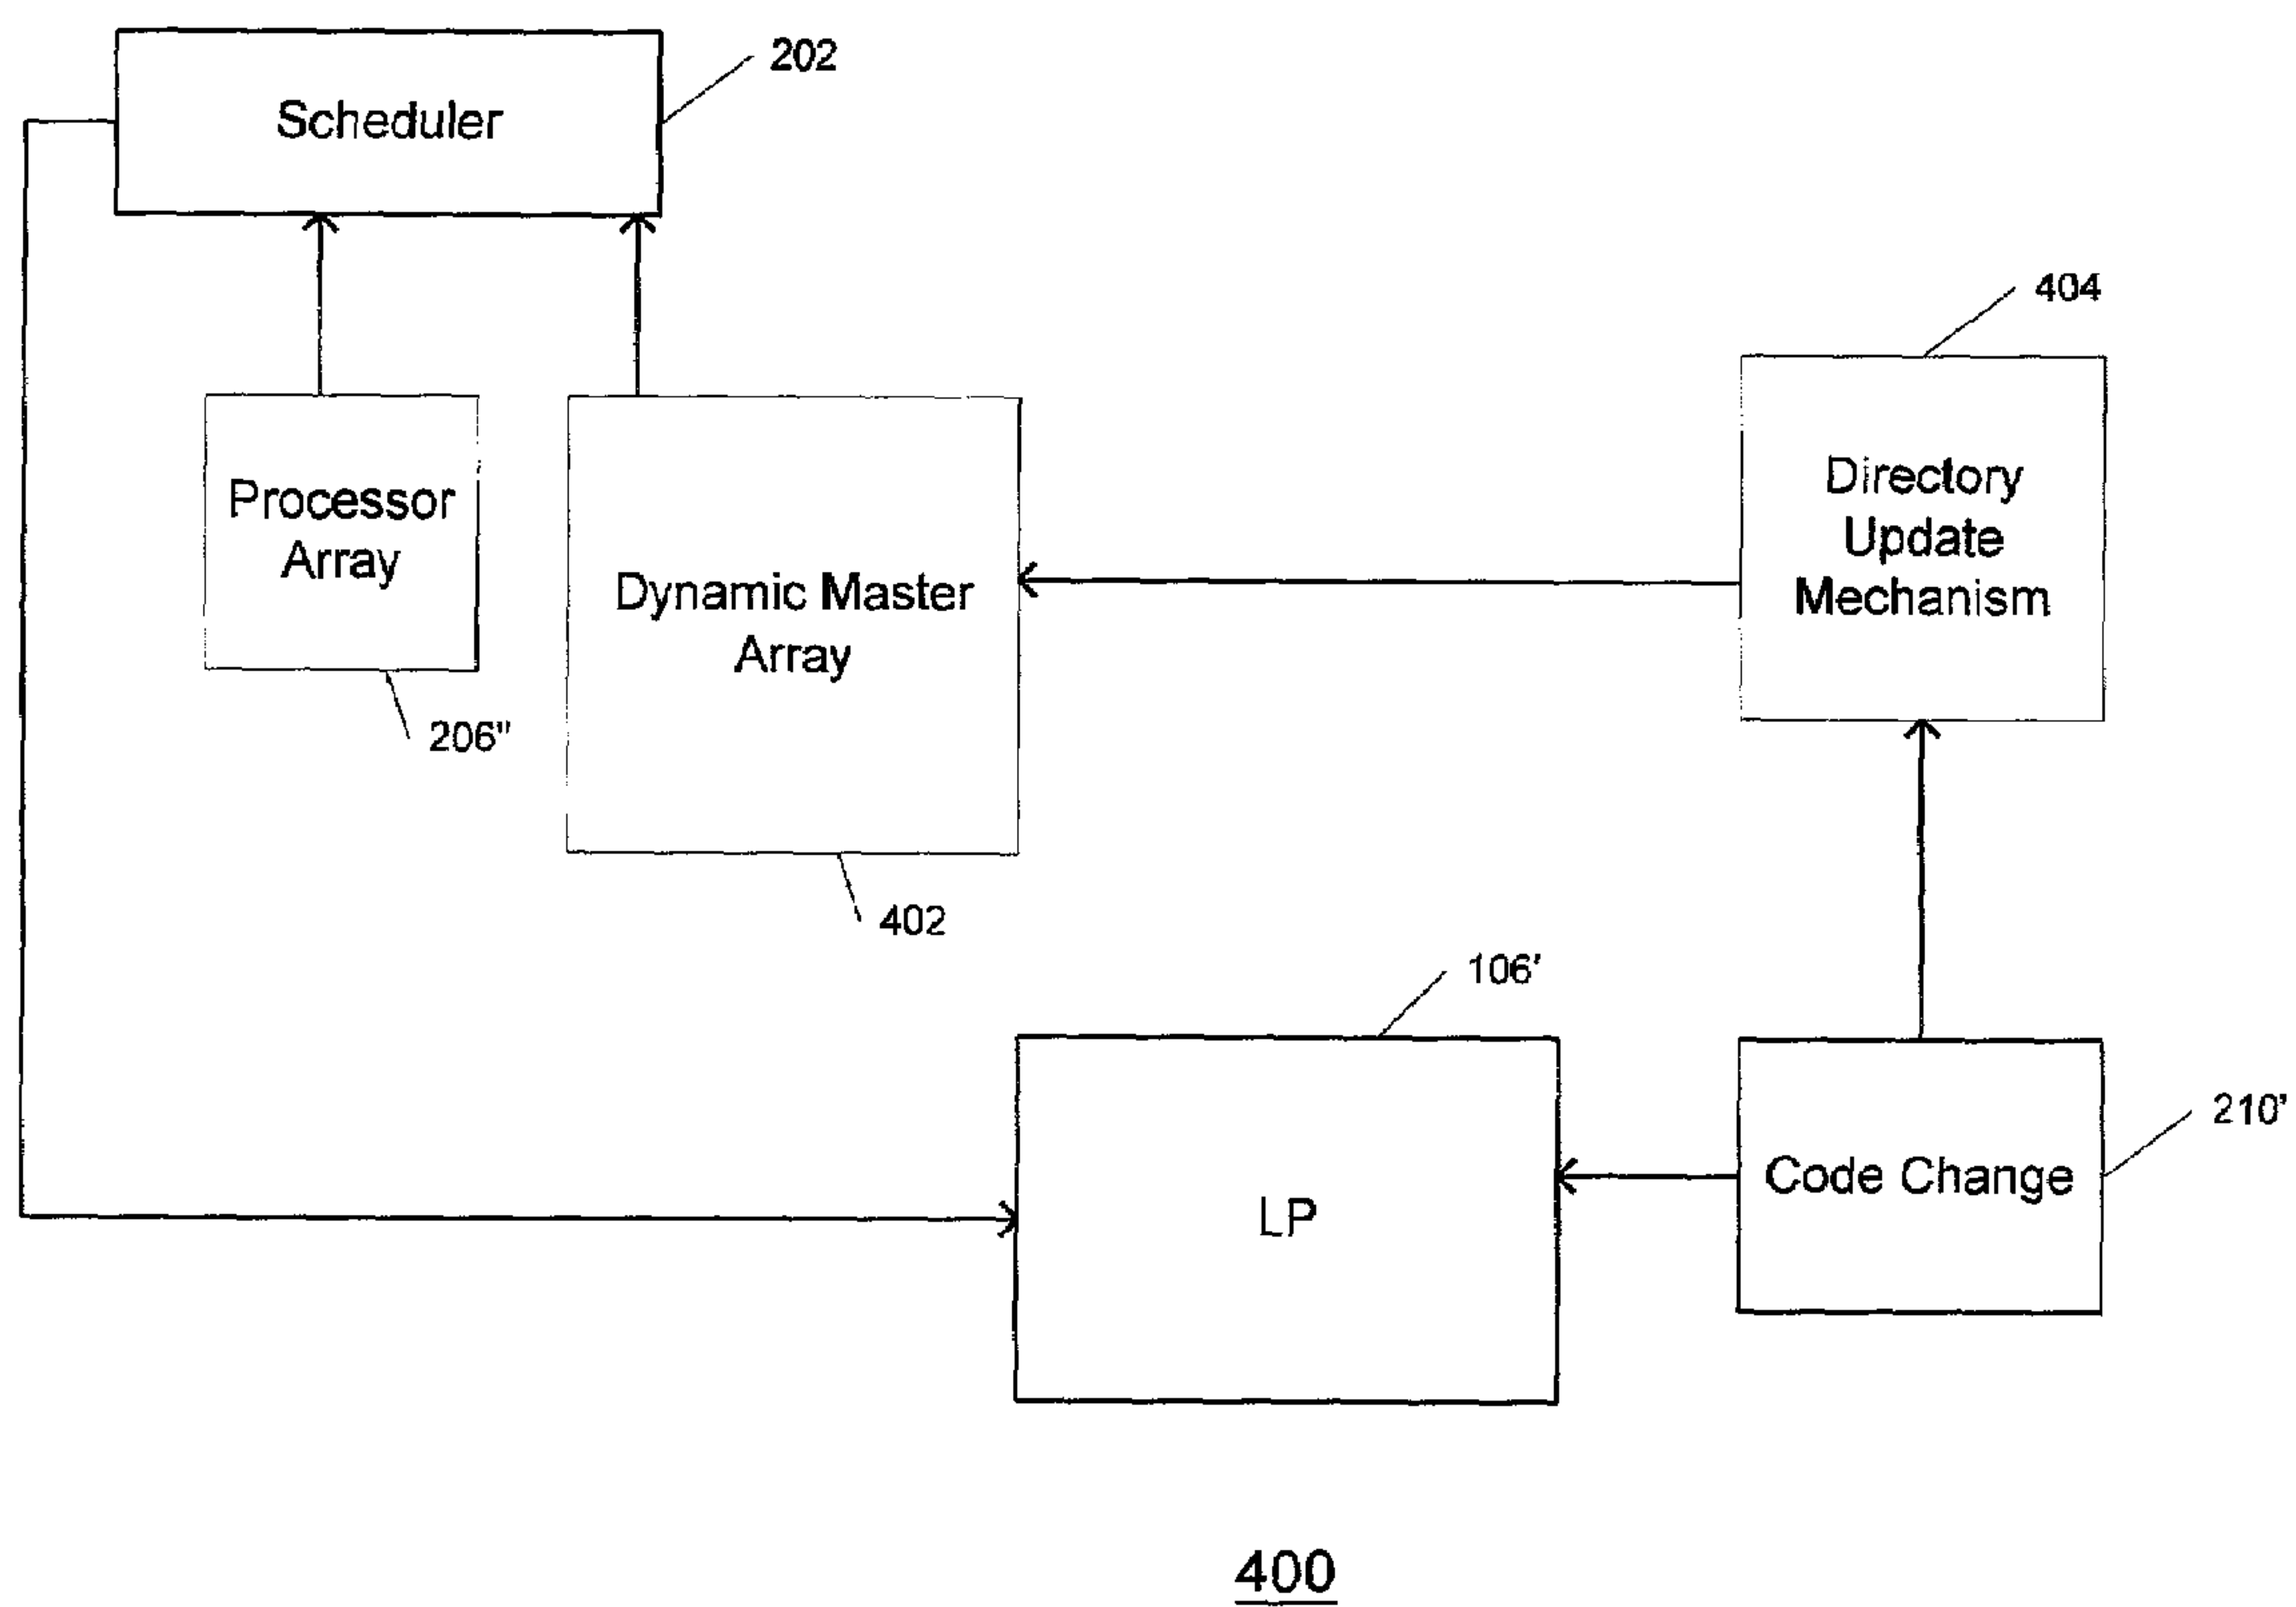 202
Scheduler
404
Processor
Array
Directory
Update
Mechanism
Dynamic Master
Array
206"
402
106'
210'
Code Change
LP
400